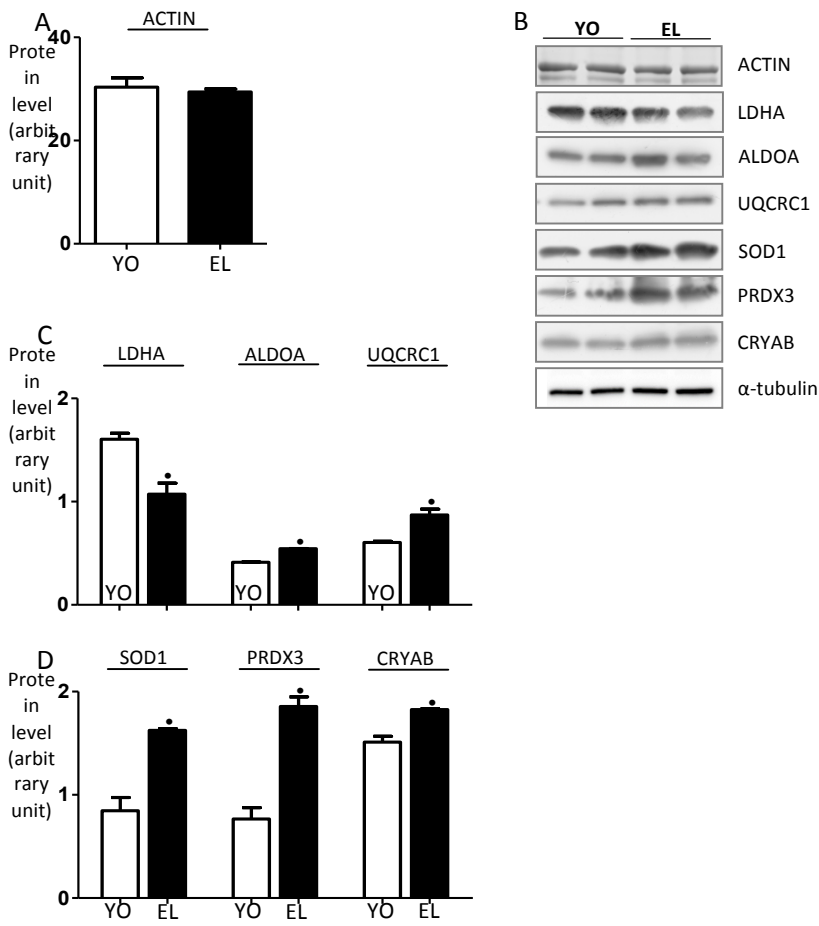 A
ACTIN
Prote
in
level
(arbit
rary
unit)
40
20
0
YO
EL
B
YO
EL
ACTIN
LDHA
ALDOA
UQCRC1
SOD1
PRDX3
CRYAB
α-tubulin
C
LDHA
ALDOA
UQCRC1
Prote
in
level
(arbit
rary
unit)
2
1
0
YO
YO
YO
D
SOD1
PRDX3
CRYAB
Prote
in
level
(arbit
rary
unit)
2
1
0
YO
EL
YO
EL
YO
EL